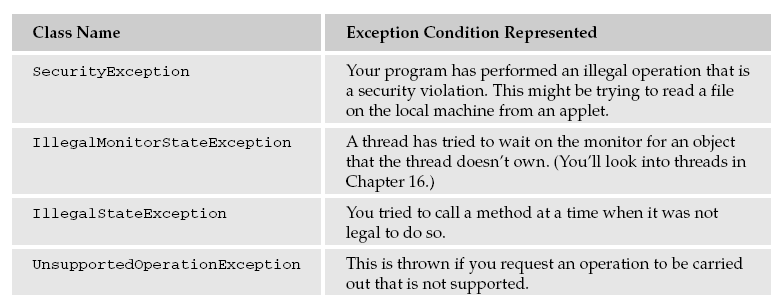 Class Name
Exception Condition Represented
SecurityException
Your program has performed an illegal operation that is
a security violation. This might be trying to read a file
on the local machine from an applet.
IllegalMonitorStateException
A thread has tried to wait on the monitor for an object
that the thread doesn't own. (You'll look into threads in
Chapter 16.)
IllegalStateException
You tried to call a method at a time when it was not
legal to do so.
UnsupportedOperationException
This is thrown if you request an operation to be carried
out that is not supported.